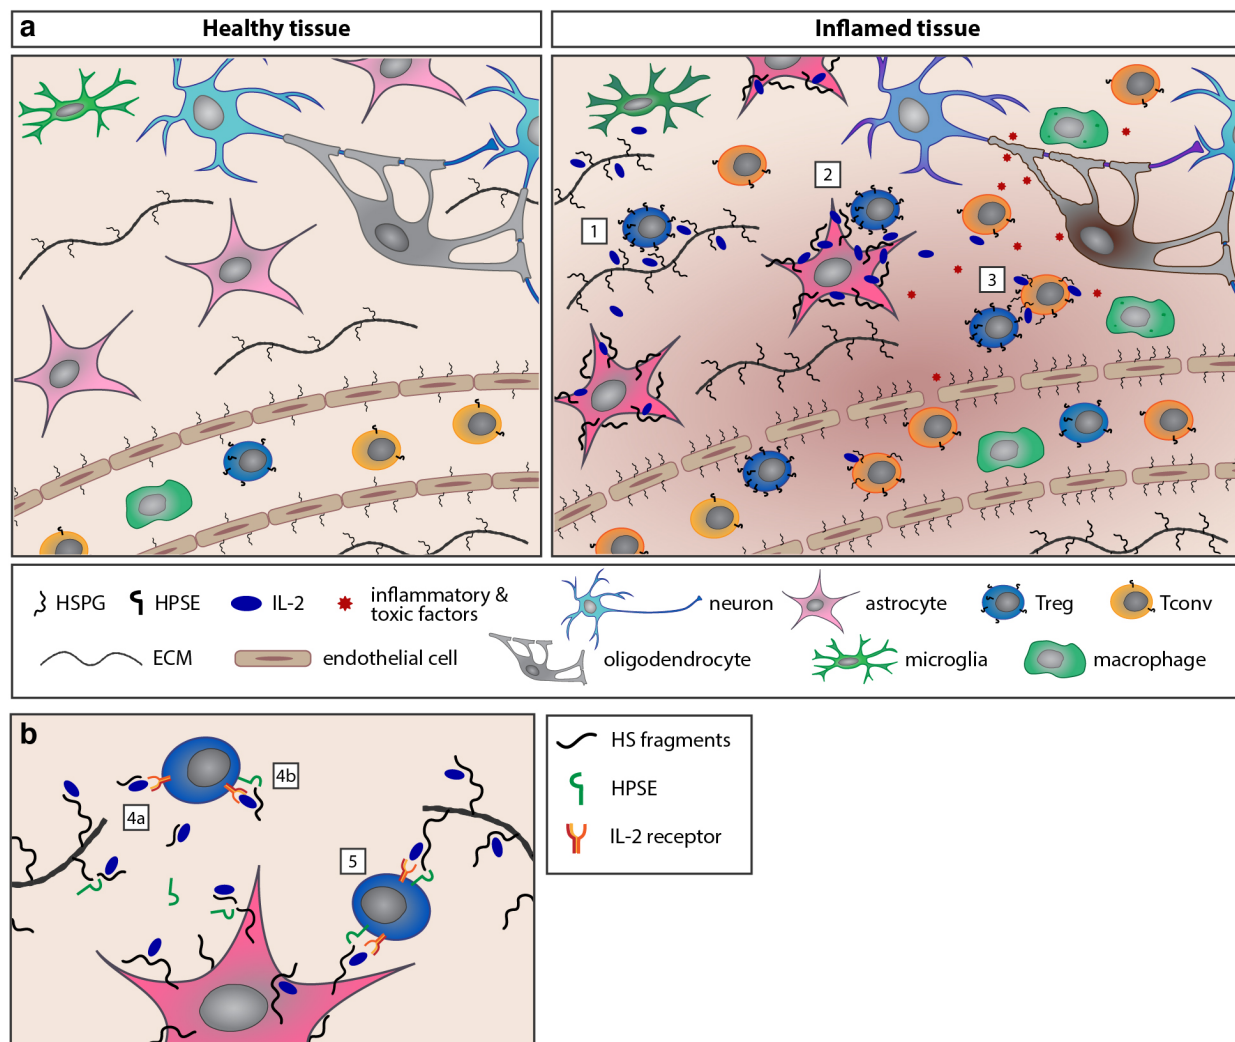 a
Healthy tissue
Inflamed tissue
1
2
3
HSPG
HPSE
IL-2
inflammatory &
toxic factors
neuron
astrocyte
Treg
Tconv
ECM
endothelial cell
oligodendrocyte
microglia
macrophage
b
4b
4a
5
HS fragments
HPSE
IL-2 receptor